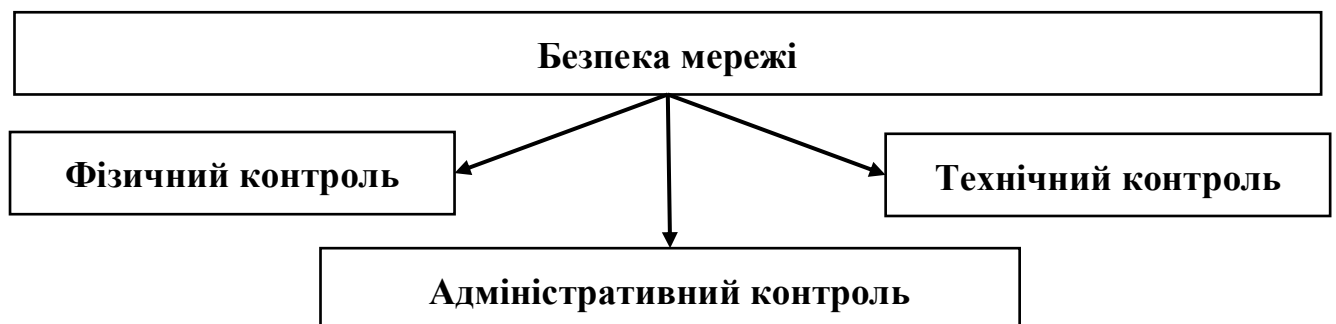 Безпека мережі
Фізичний контроль
Технічний контроль
Адміністративний контроль